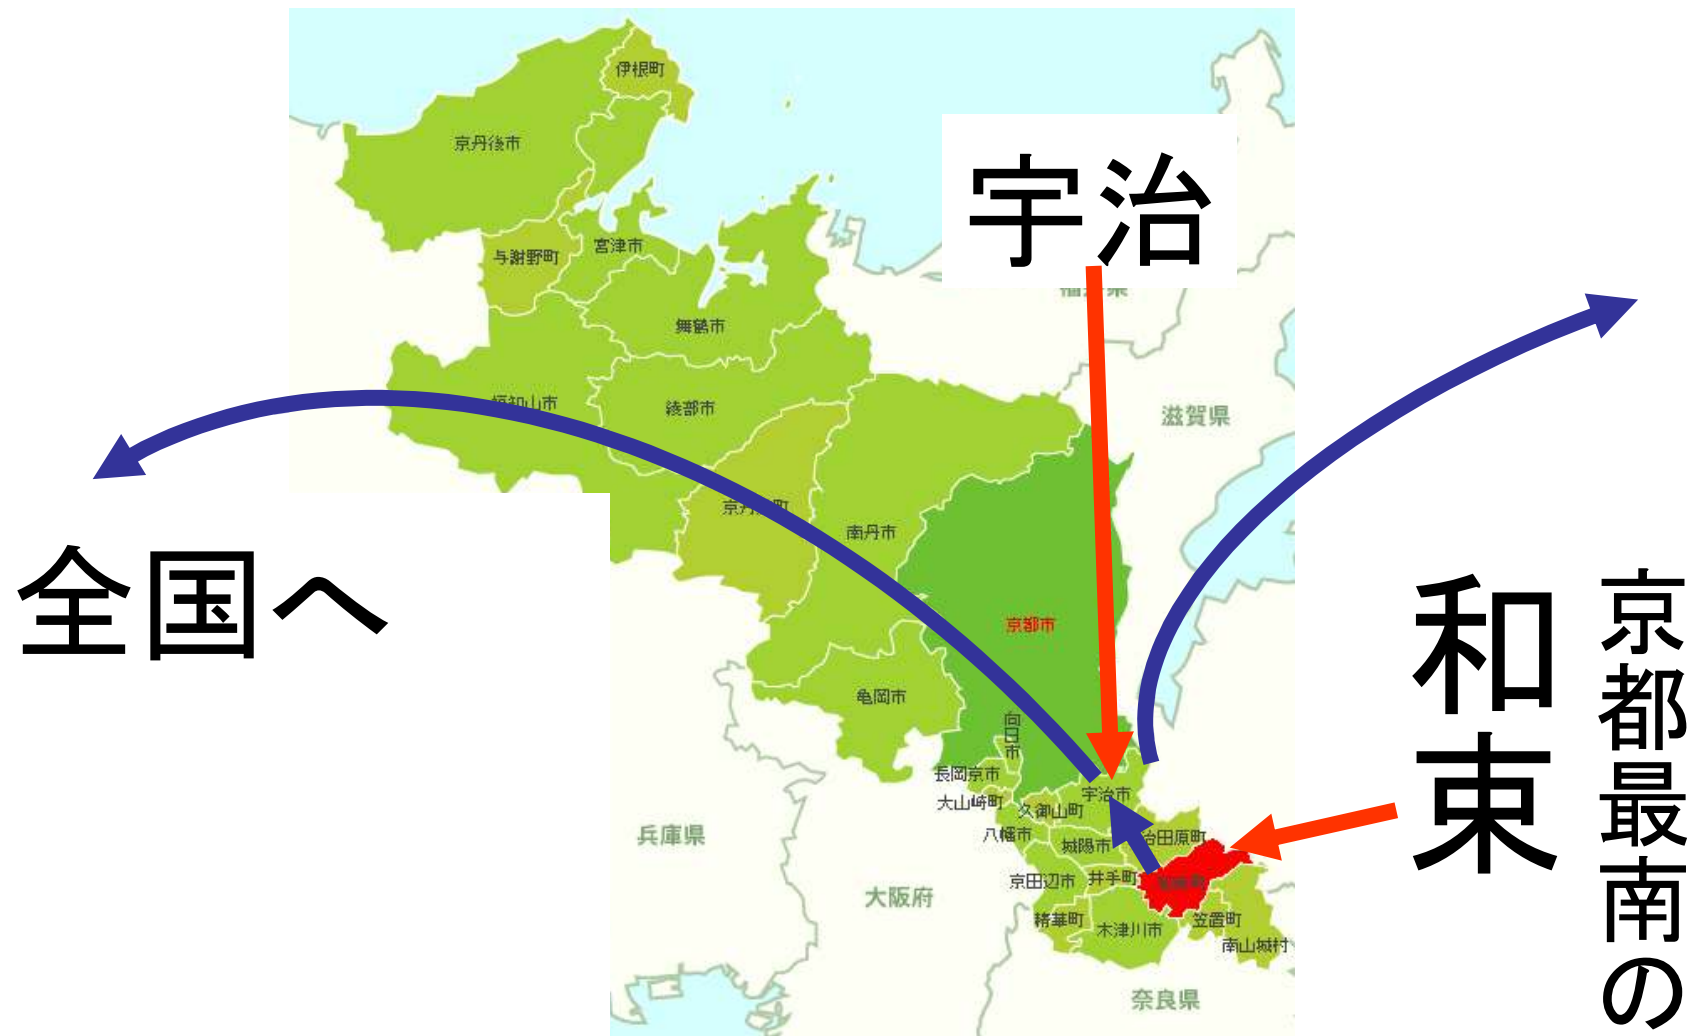 伊根町
京丹後市
宇治
宮津市
与謝野町
舞鶴市
福知山市
綾部市
滋賀県
南丹市
全国へ
京都最南の
和束
京都市
亀岡市
向日市
長岡京市
宇治市
大山崎町
久御山町
八幡市
城陽市
治田原町
兵庫県
京田辺市
井手町
大阪府
精華町
木津川市
笠置町
南山城村
奈良県